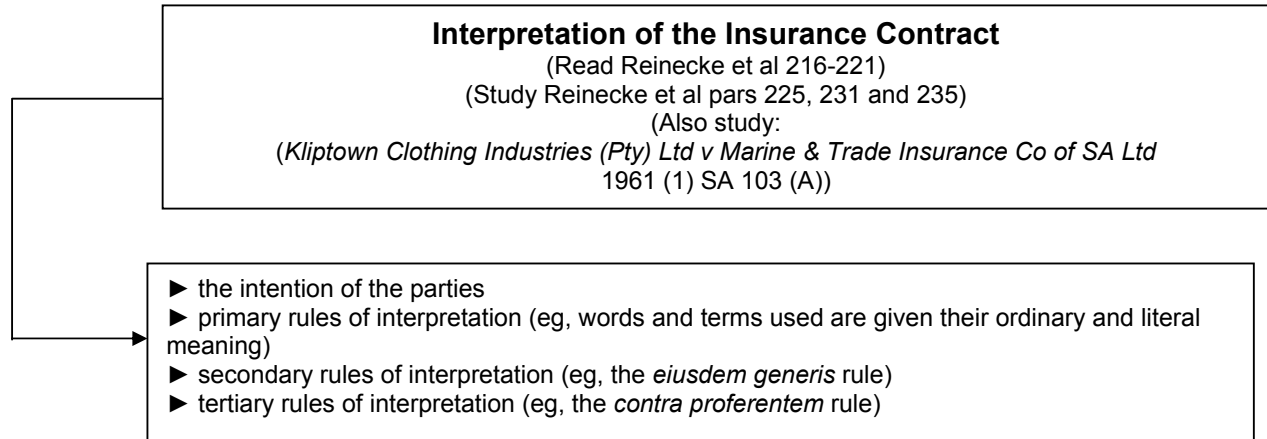 Interpretation of the Insurance Contract
(Read Reinecke et al 216-221)
(Study Reinecke et al pars 225, 231 and 235)
(Also study:
(Kliptown Clothing Industries (Pty) Ltd v Marine & Trade Insurance Co of SA Ltd
1961 (1) SA 103 (A))
► the intention of the parties
► primary rules of interpretation (eg, words and terms used are given their ordinary and literal
meaning)
► secondary rules of interpretation (eg, the eiusdem generis rule)
► tertiary rules of interpretation (eg, the contra proferentem rule)